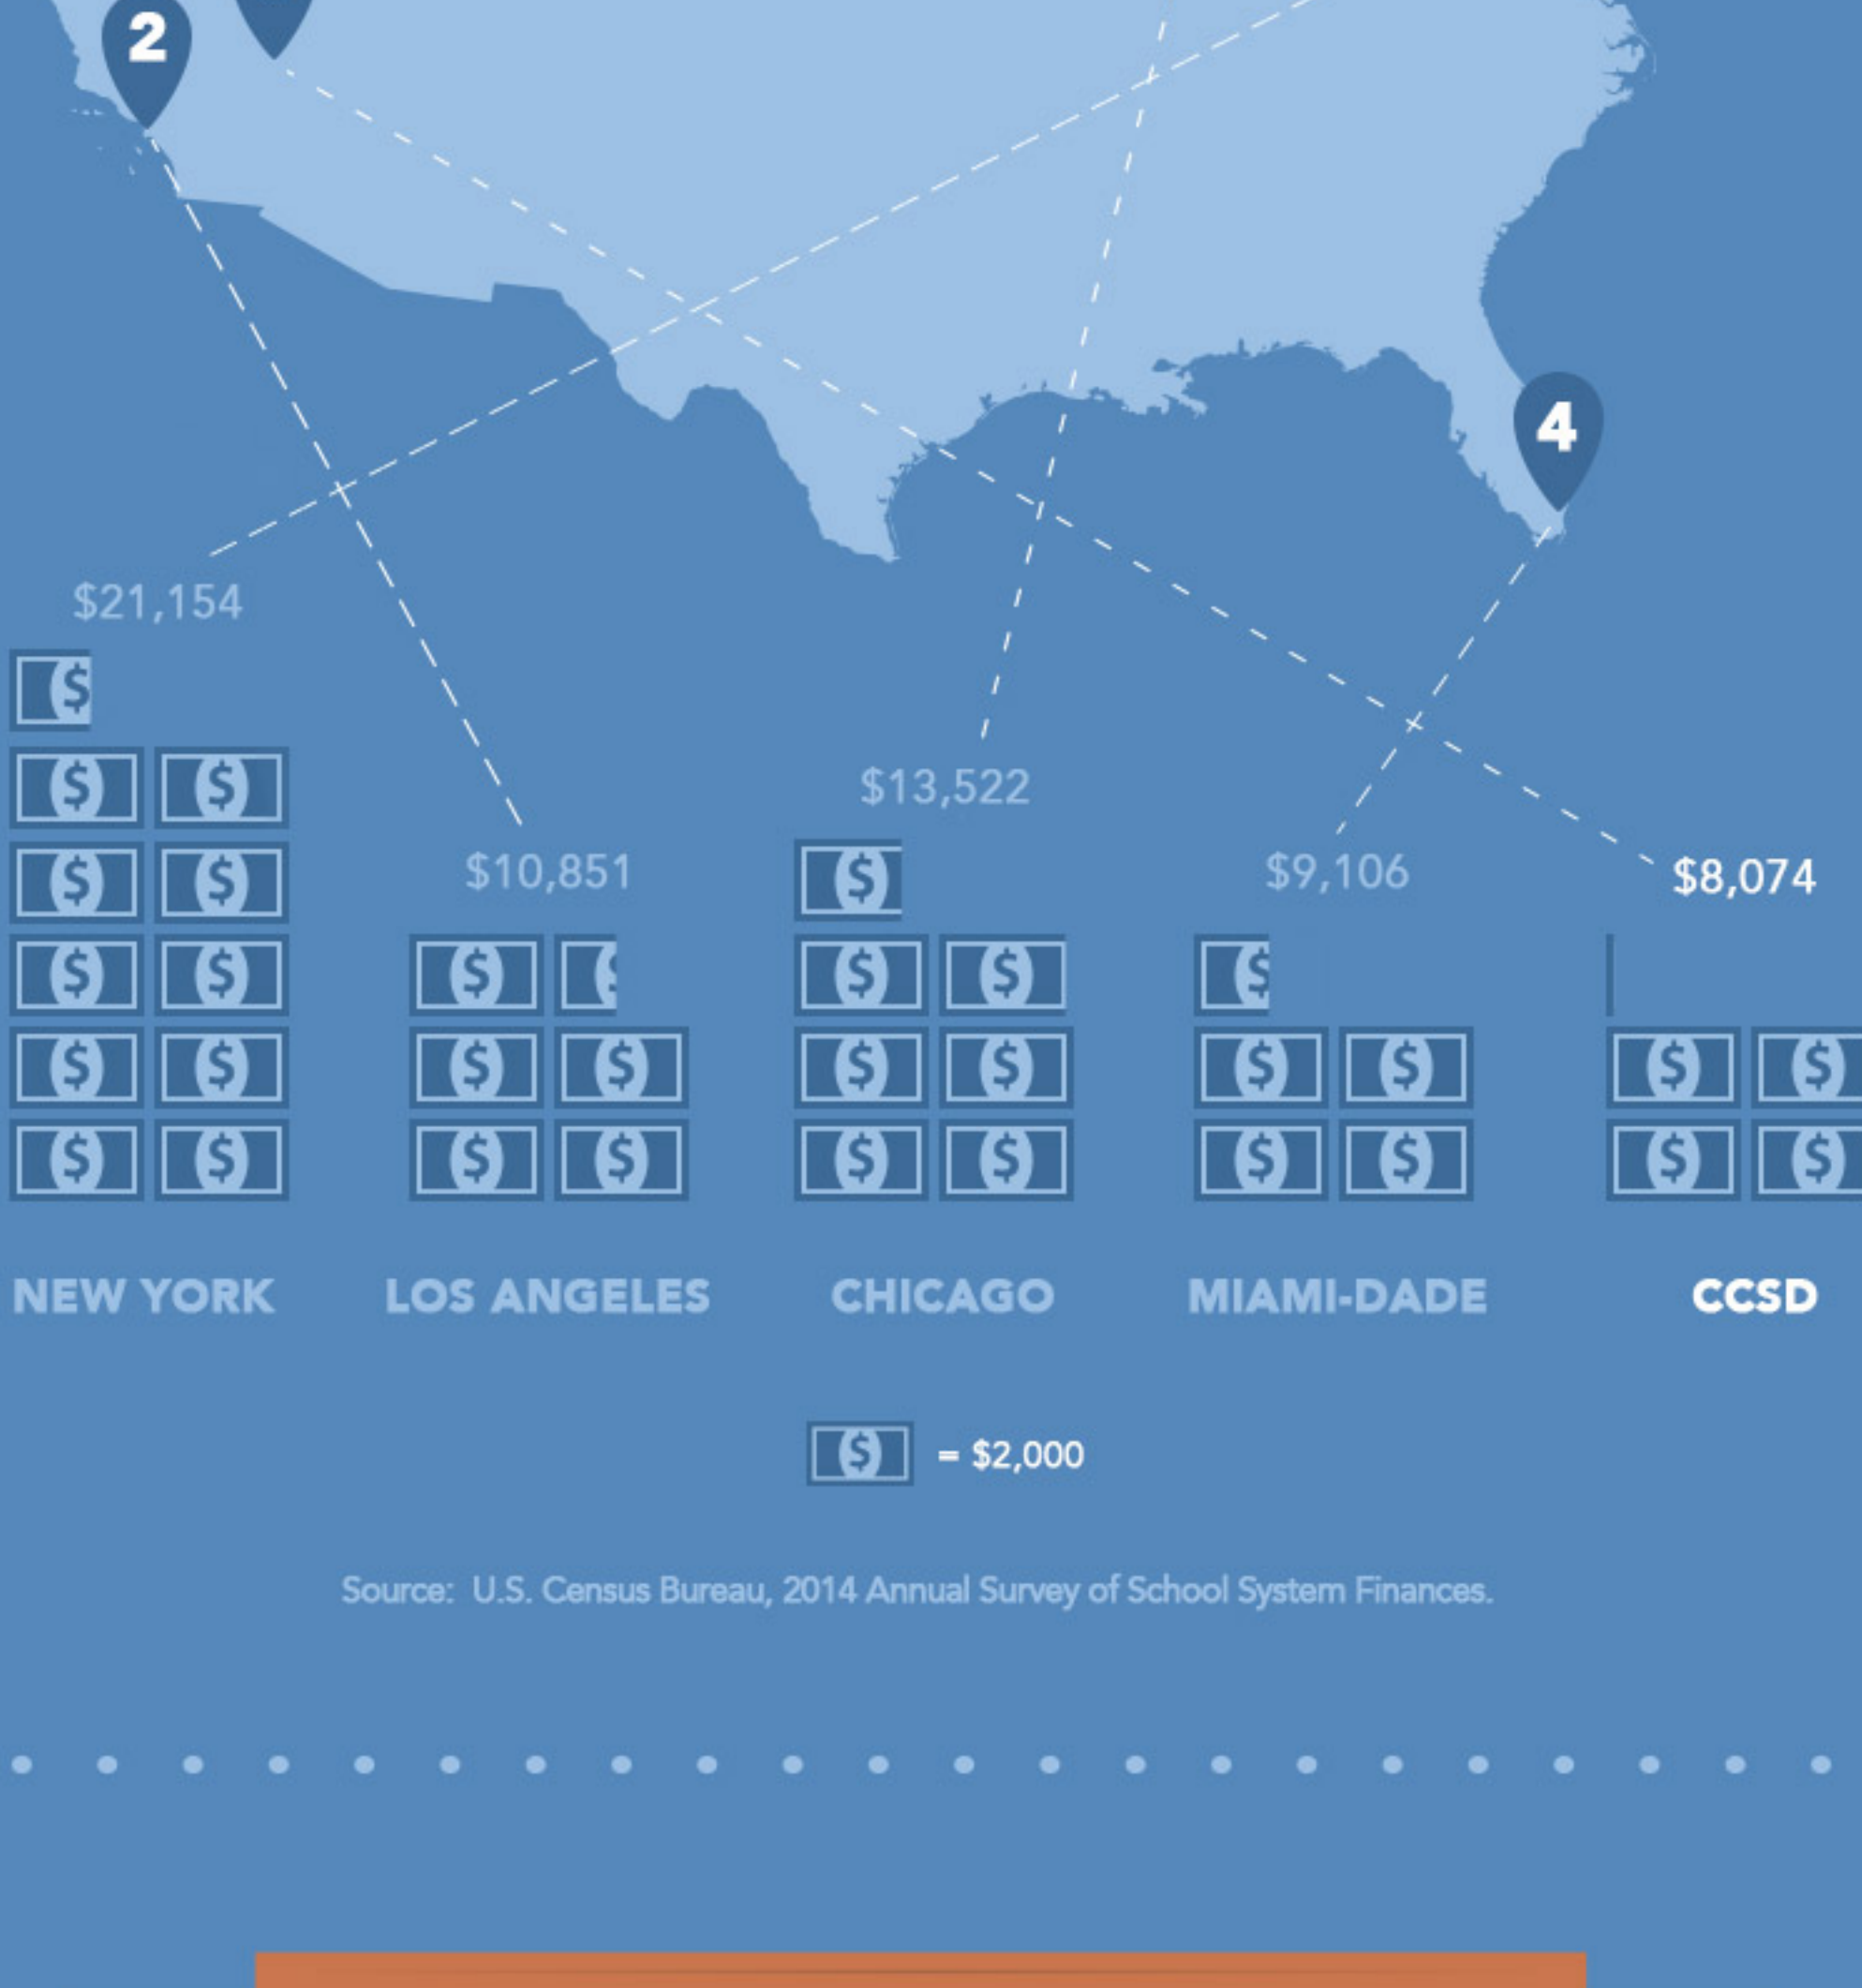 2
4
$21,154
$13,522
$10,851
$9,106
$8,074
NEW YORK
LOS ANGELES
CHICAGO
MIAMI-DADE
CCSD
= $2,000
Source: U.S. Census Bureau, 2014 Annual Survey of School System Finances.